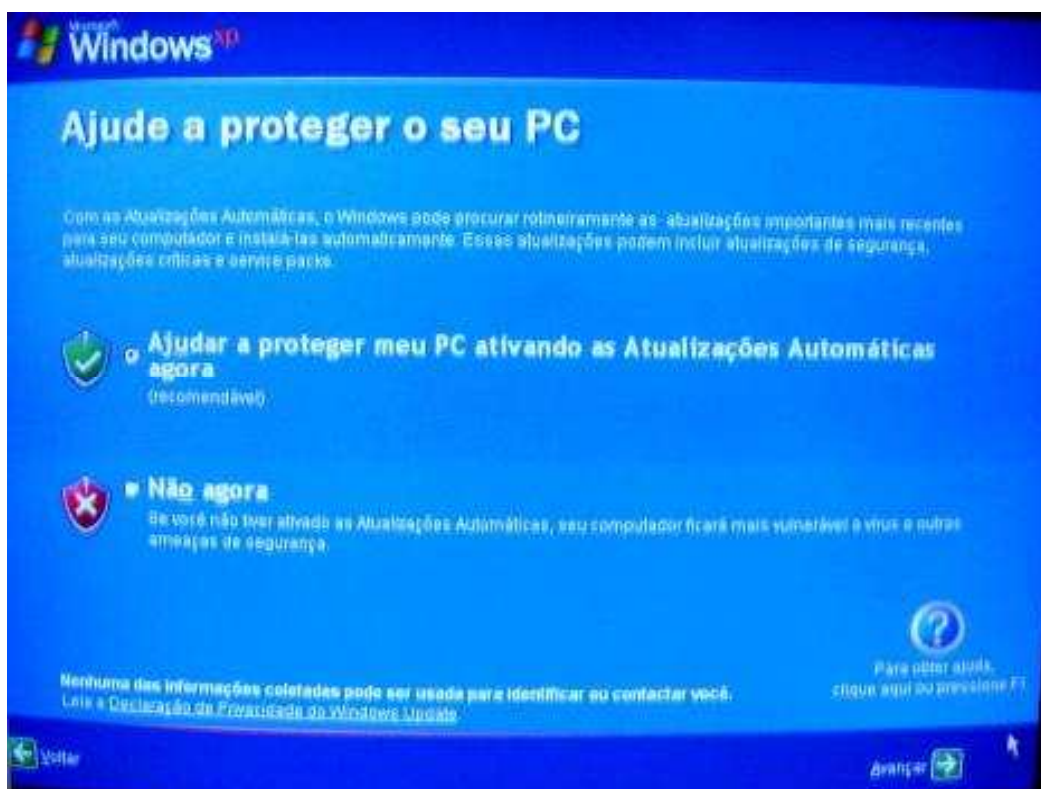 Microsoft
Windows xp
Ajude a proteger o seu PC
Com as Atualizações Automáticas, o Windows pode procurar rotineiramente as atualizações importantes mais recentes
para seu computador e instalá-las automaticamente. Essas atualizações podem incluir atualizações de segurança,
atualizações críticas e service packs.
Ajudar a proteger meu PC ativando as Atualizações Automáticas
agora
(recomendável)
Não agora
Se você não tiver ativado as Atualizações Automáticas, seu computador ficará mais vulnerável a vírus e outras
ameaças de segurança.
Para obter ajuda,
clique aqui ou pressione F1
Nenhuma das informações coletadas pode ser usada para identificar ou contactar você.
Leia a Declaração de Privacidade do Windows Update.
Voltar
Avançar